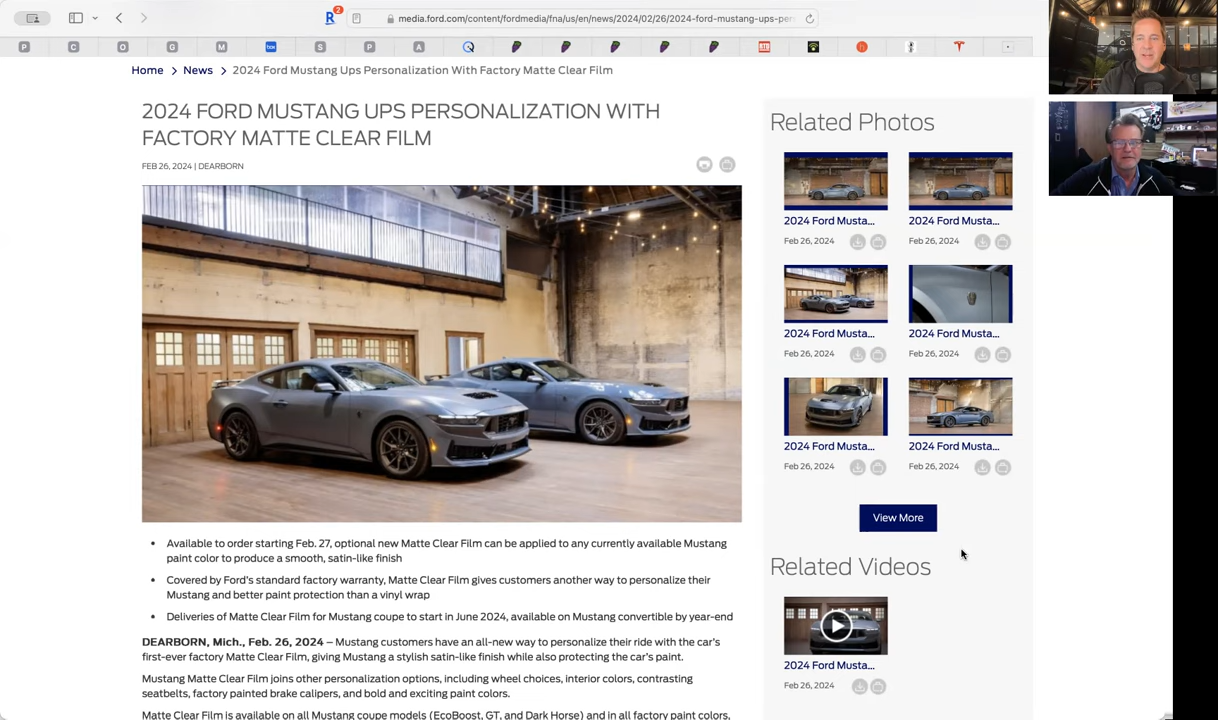 2
media.ford.com/content/fordmedia/fna/us/en/news/2024/02/26/2024-ford-mustang-ups-pers
P
C
O
G
M
box
S
P
A
Home > News > 2024 Ford Mustang Ups Personalization With Factory Matte Clear Film
2024 FORD MUSTANG UPS PERSONALIZATION WITH
FACTORY MATTE CLEAR FILM
FEB 26, 2024 | DEARBORN
• Available to order starting Feb. 27, optional new Matte Clear Film can be applied to any currently available Mustang
paint color to produce a smooth, satin-like finish
• Covered by Ford's standard factory warranty, Matte Clear Film gives customers another way to personalize their
Mustang and better paint protection than a vinyl wrap
• Deliveries of Matte Clear Film for Mustang coupe to start in June 2024, available on Mustang convertible by year-end
DEARBORN, Mich., Feb. 26, 2024 – Mustang customers have an all-new way to personalize their ride with the car's
first-ever factory Matte Clear Film, giving Mustang a stylish satin-like finish while also protecting the car's paint.
Mustang Matte Clear Film joins other personalization options, including wheel choices, interior colors, contrasting
seatbelts, factory painted brake calipers, and bold and exciting paint colors.
Matte Clear Film is available on all Mustang coupe models (EcoBoost, GT, and Dark Horse) and in all factory paint colors,
Related Photos
2024 Ford Musta...
2024 Ford Musta...
Feb 26, 2024
Feb 26, 2024
2024 Ford Musta...
2024 Ford Musta...
Feb 26, 2024
Feb 26, 2024
2024 Ford Musta...
2024 Ford Musta...
Feb 26, 2024
Feb 26, 2024
View More
Related Videos
2024 Ford Musta...
Feb 26, 2024